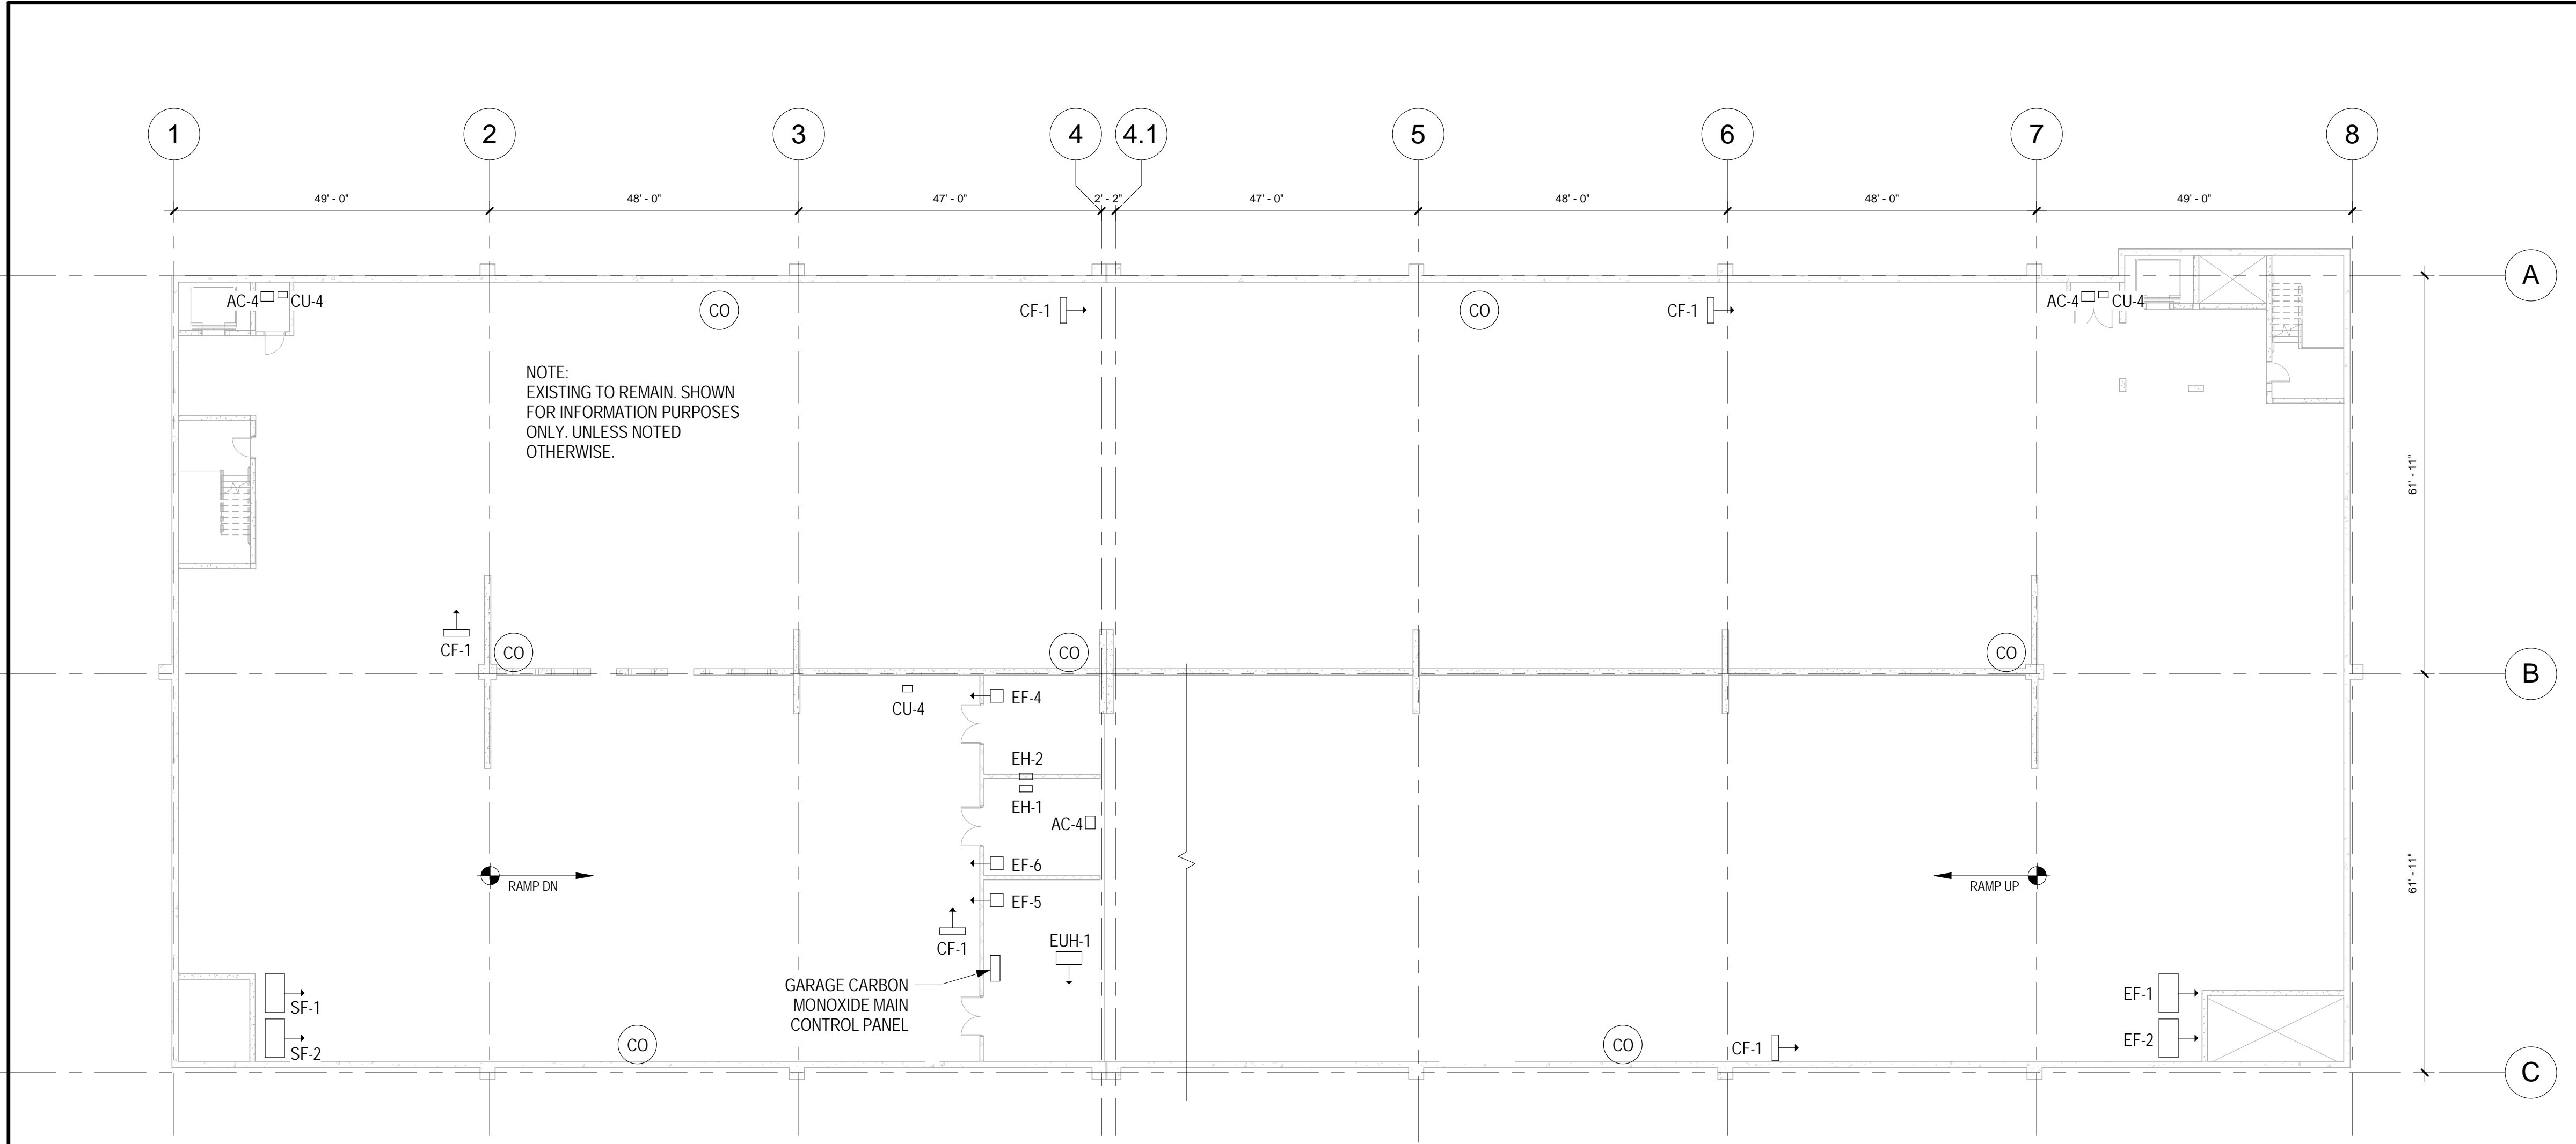 1
2
3
4
4.1
5
6
7
8
49' - 0"
48' - 0"
47' - 0"
2' - 2"
47' - 0"
48' - 0"
48' - 0"
49' - 0"
A
AC-4
CU-4
CO
CF-1
CO
CF-1
AC-4
CU-4
NOTE:
EXISTING TO REMAIN. SHOWN
FOR INFORMATION PURPOSES
ONLY. UNLESS NOTED
OTHERWISE.
61' - 11"
CF-1
CO
CO
CO
B
EF-4
CU-4
EH-2
EH-1
AC-4
EF-6
RAMP DN
RAMP UP
61' - 11"
EF-5
CF-1
EUH-1
GARAGE CARBON
MONOXIDE MAIN
CONTROL PANEL
SF-1
SF-2
CO
CO
CF-1
EF-1
EF-2
C